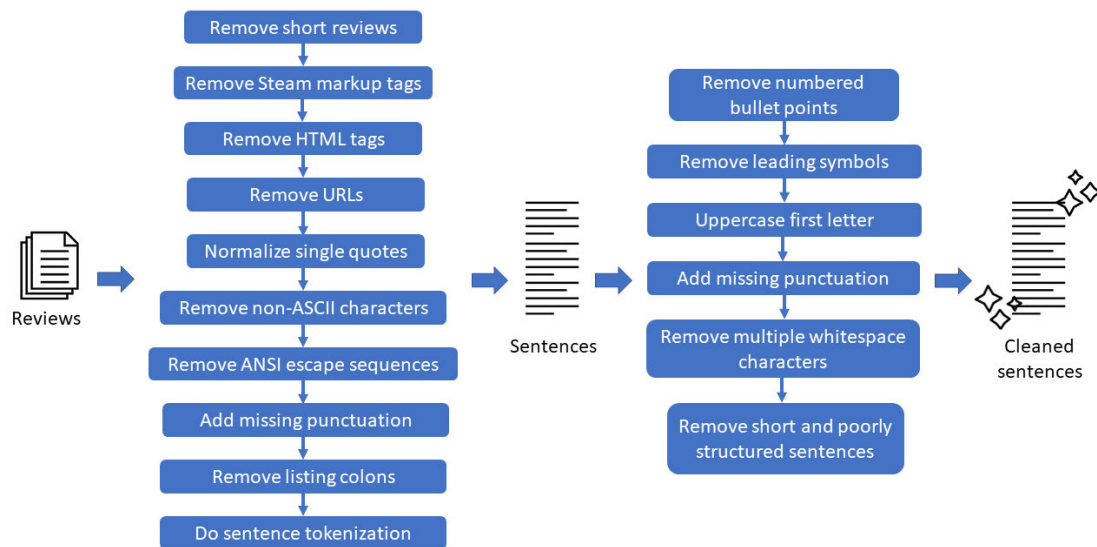 Reviews
Remove short reviews
Remove Steam markup tags
Remove HTML tags
Remove URLs
Normalize single quotes
Remove non-ASCII characters
Remove ANSI escape sequences
Add missing punctuation
Remove listing colons
Do sentence tokenization
Sentences
Remove numbered
bullet points
Remove leading symbols
Uppercase first letter
Add missing punctuation
Remove multiple whitespace
characters
Remove short and poorly
structured sentences
Cleaned
sentences